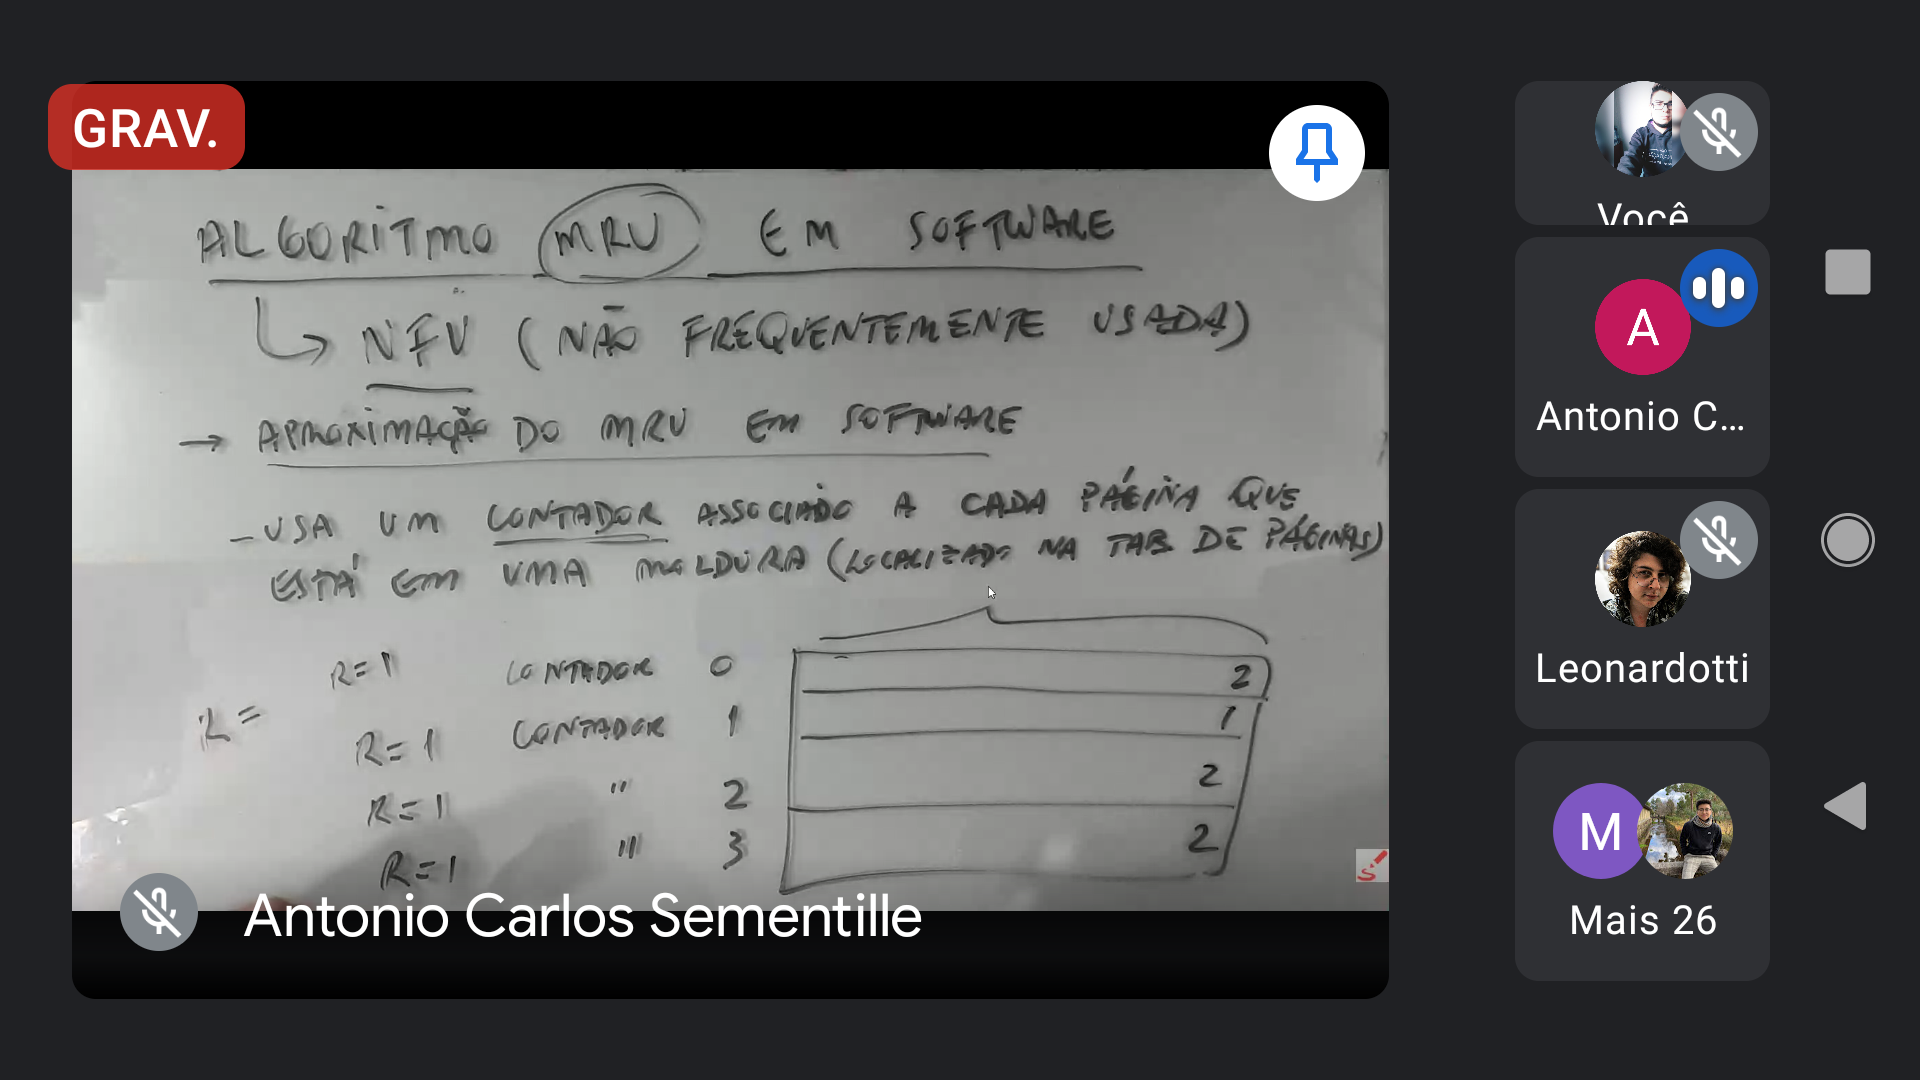 GRAV.
ALGORITMO MRU EM SOFTWARE
NFU (NÃO FREQUENTEMENTE USADA)
→ APROXIMAÇÃO DO MRU EM SOFTWARE
- USA UM CONTADOR ASSOCIADO A CADA PÁGINA QUE
ESTÁ EM UMA MOLDURA (LOCALIZADO NA TAB DE PÁGINAS)
R=1 CONTADOR 0 2
R=
R=1 CONTADOR 1 1
R=1 " 2 2
R=1 " 3 2
Antonio Carlos Sementille
Você
A
Antonio C...
Leonardotti
M
Mais 26